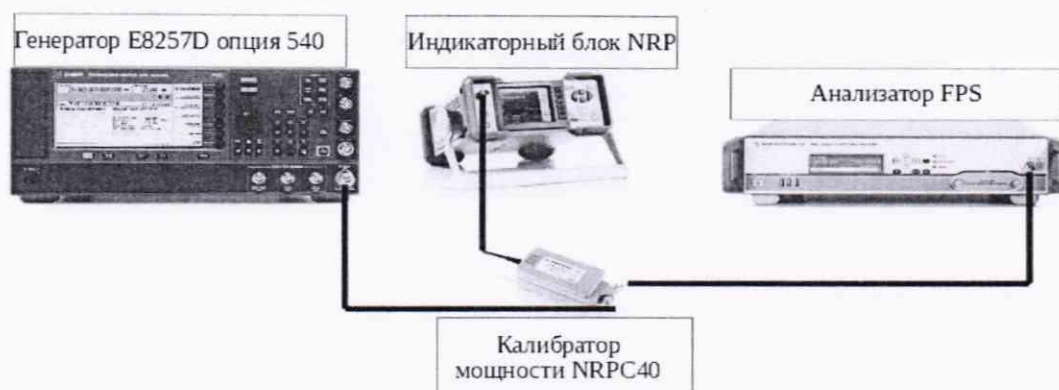 Генератор E8257D опция 540
Индикаторный блок NRP
Анализатор FPS
Калибратор
мощности NRPC40